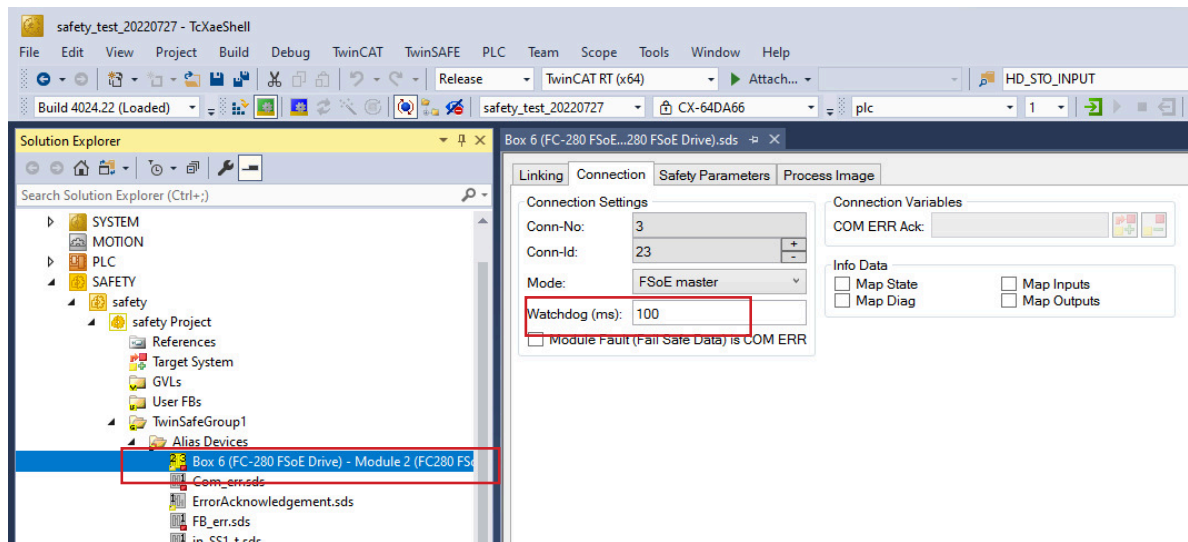 safety_test_20220727 - TcXaeShell
File Edit View Project Build Debug TwinCAT TwinSAFE PLC Team Scope Tools Window Help
Release TwinCAT RT (x64) Attach... HD_STO_INPUT
Build 4024.22 (Loaded) safety_test_20220727 CX-64DA66 plc 1
Solution Explorer
Search Solution Explorer (Ctrl+;)
SYSTEM
MOTION
PLC
SAFETY
safety
safety Project
References
Target System
GVLs
User FBs
TwinSafeGroup1
Alias Devices
Box 6 (FC-280 FSoE Drive) - Module 2 (FC280 FSo
Com_err.sds
ErrorAcknowledgement.sds
FB_err.sds
in_SS1_t.sds
Box 6 (FC-280 FSoE...280 FSoE Drive).sds
Linking Connection Safety Parameters Process Image
Connection Settings
Conn-No: 3
Conn-Id: 23
Mode: FSoE master
Watchdog (ms): 100
Module Fault (Fail Safe Data) is COM ERR
Connection Variables
COM ERR Ack:
Info Data
Map State Map Inputs
Map Diag Map Outputs